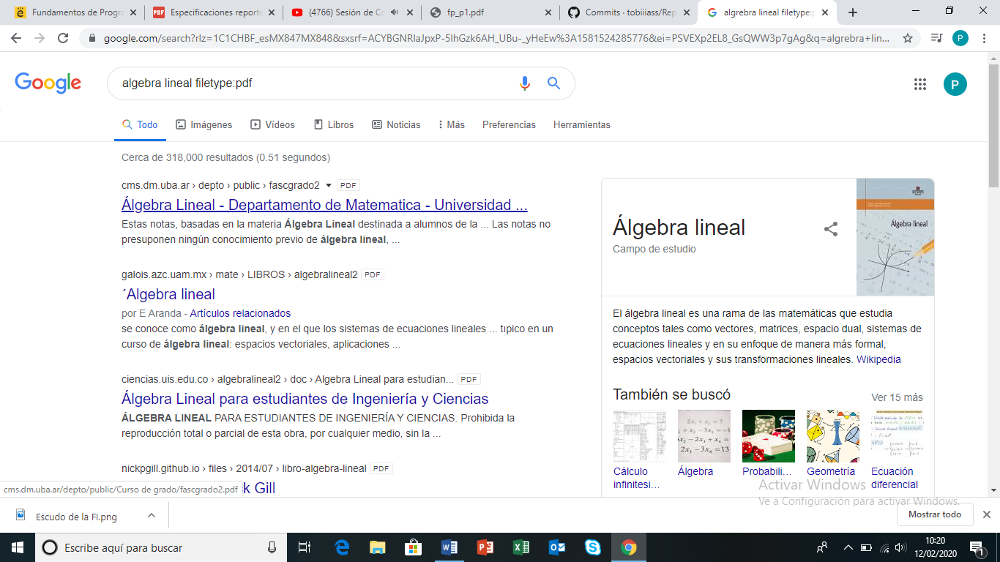 Fundamentos de Progra
Especificaciones reporte
(4766) Sesión de Co
fp_p1.pdf
Commits · tobiiiass/Rep
algrebra lineal filetype:p
google.com/search?rlz=1C1CHBF_esMX847MX848&sxsrf=ACYBGNRIaJpxP-5IhGzk6AH_UBu-_yHeEw%3A1581524285776&ei=PSVEXp2EL8_GsQWW3p7gAg&q=algrebra+lin...
P
Google
algebra lineal filetype:pdf
P
Todo
Imágenes
Vídeos
Libros
Noticias
Más
Preferencias
Herramientas
Cerca de 318,000 resultados (0.51 segundos)
cms.dm.uba.ar › depto › public › fascgrado2 PDF
Álgebra Lineal - Departamento de Matematica - Universidad ...
Estas notas, basadas en la materia Álgebra Lineal destinada a alumnos de la ... Las notas no
presuponen ningún conocimiento previo de álgebra lineal, ...
galois.azc.uam.mx › mate › LIBROS › algebralineal2 PDF
´Algebra lineal
por E Aranda - Artículos relacionados
se conoce como álgebra lineal, y en el que los sistemas de ecuaciones lineales ... tıpico en un
curso de álgebra lineal: espacios vectoriales, aplicaciones ...
ciencias.uis.edu.co › algebralineal2 › doc › Algebra Lineal para estudian... PDF
Álgebra Lineal para estudiantes de Ingeniería y Ciencias
ÁLGEBRA LINEAL PARA ESTUDIANTES DE INGENIERÍA Y CIENCIAS. Prohibida la
reproducción total o parcial de esta obra, por cualquier medio, sin la ...
nickpgill.github.io › files › 2014/07 › libro-algebra-lineal PDF
k Gill
cms.dm.uba.ar/depto/public/Curso de grado/fascgrado2.pdf
Álgebra lineal
Campo de estudio
Álgebra lineal
El álgebra lineal es una rama de las matemáticas que estudia
conceptos tales como vectores, matrices, espacio dual, sistemas de
ecuaciones lineales y en su enfoque de manera más formal,
espacios vectoriales y sus transformaciones lineales. Wikipedia
También se buscó
Ver 15 más
Cálculo
infinitesi...
Álgebra
Probabili...
Geometría
Ecuación
diferencial
Activar Windows
Ve a Configuración para activar Windows.
Escudo de la FI.png
Mostrar todo
Escribe aquí para buscar
10:20
12/02/2020
1